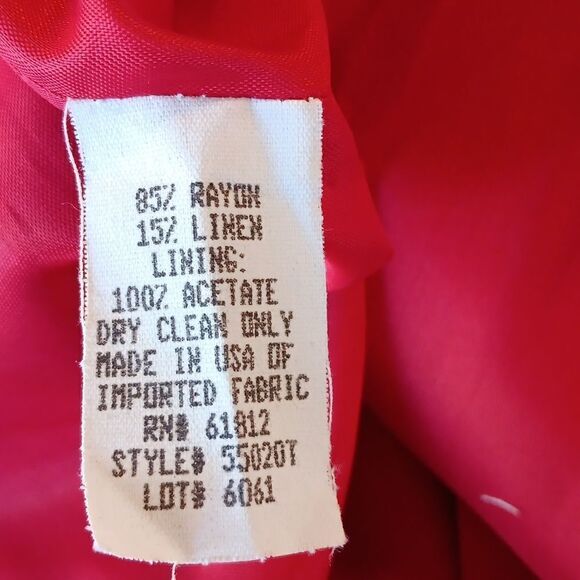 85% RAYON
15% LINEN
LINING:
100% ACETATE
DRY CLEAN ONLY
MADE IN USA OF
IMPORTED FABRIC
RN# 61812
STYLE# 55020T
LOT# 6061